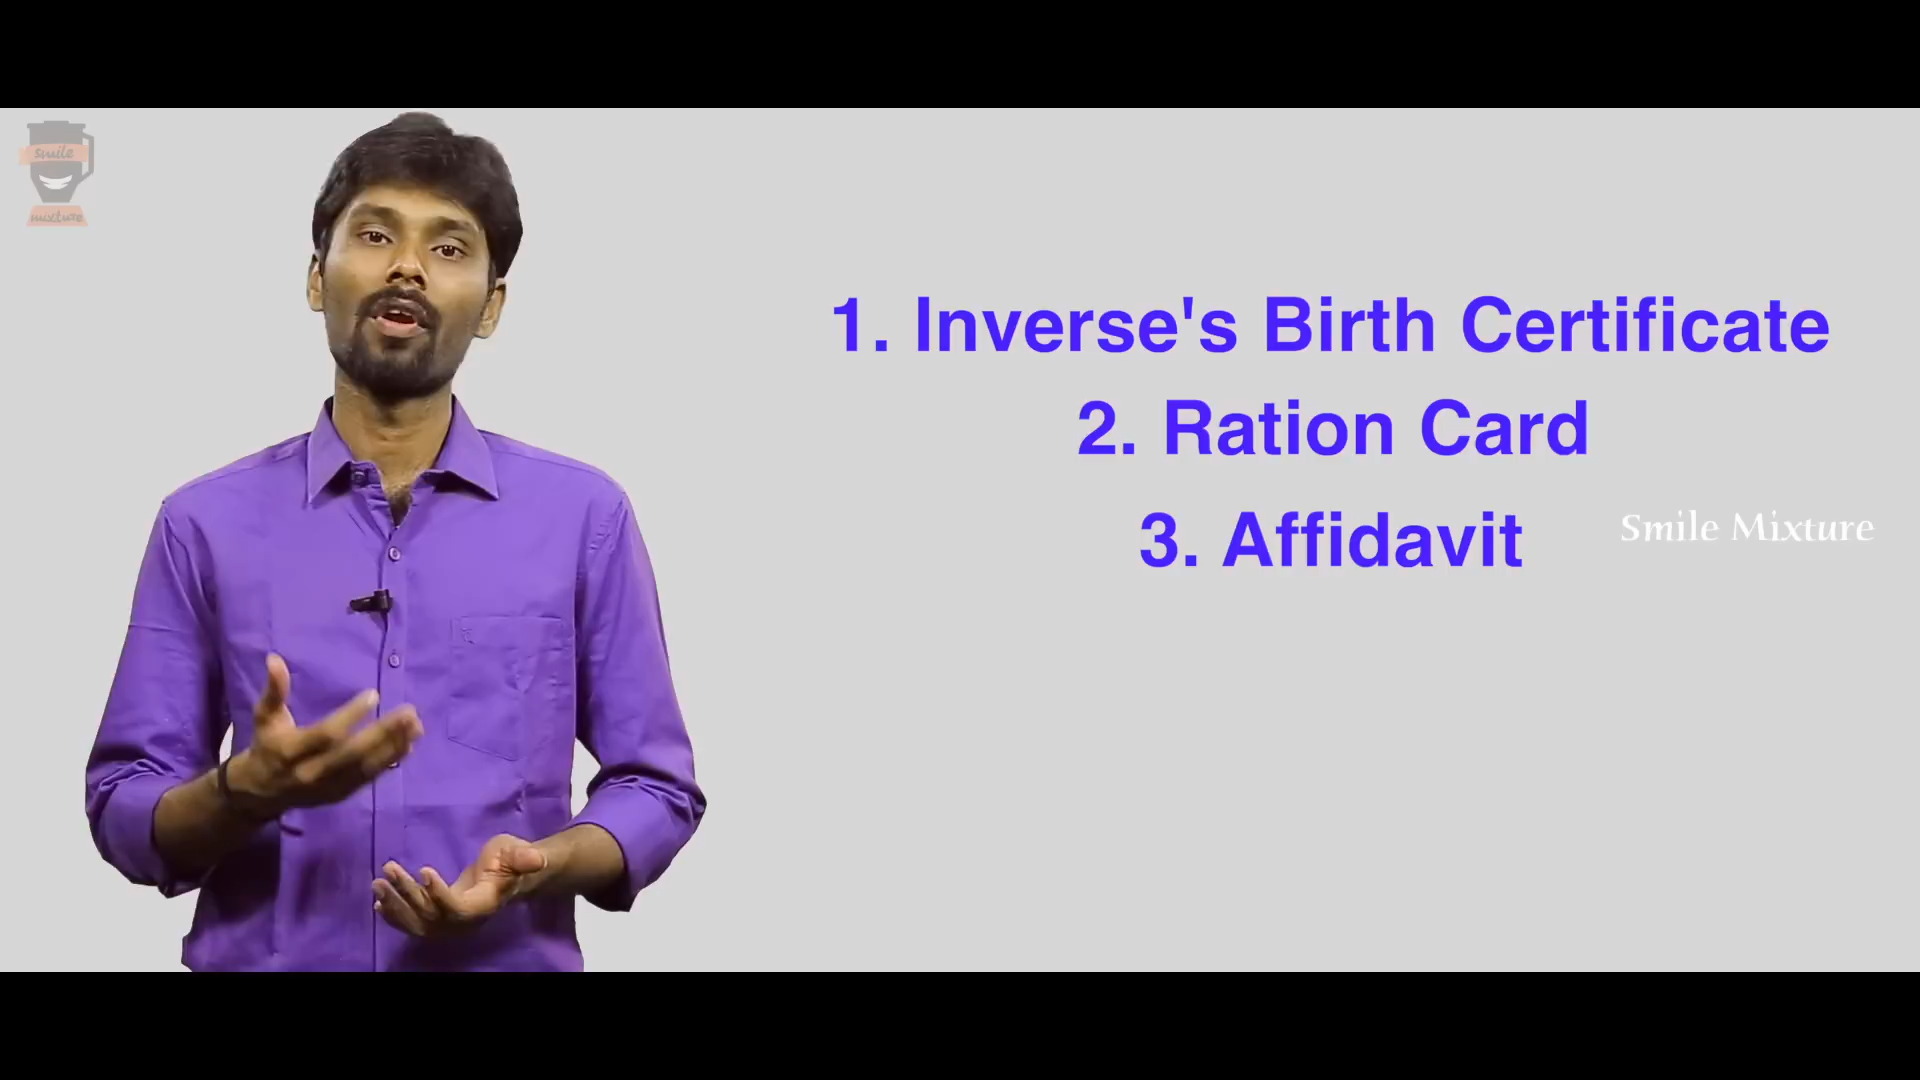 smile
mixture
1. Inverse's Birth Certificate
2. Ration Card
3. Affidavit
Smile Mixture